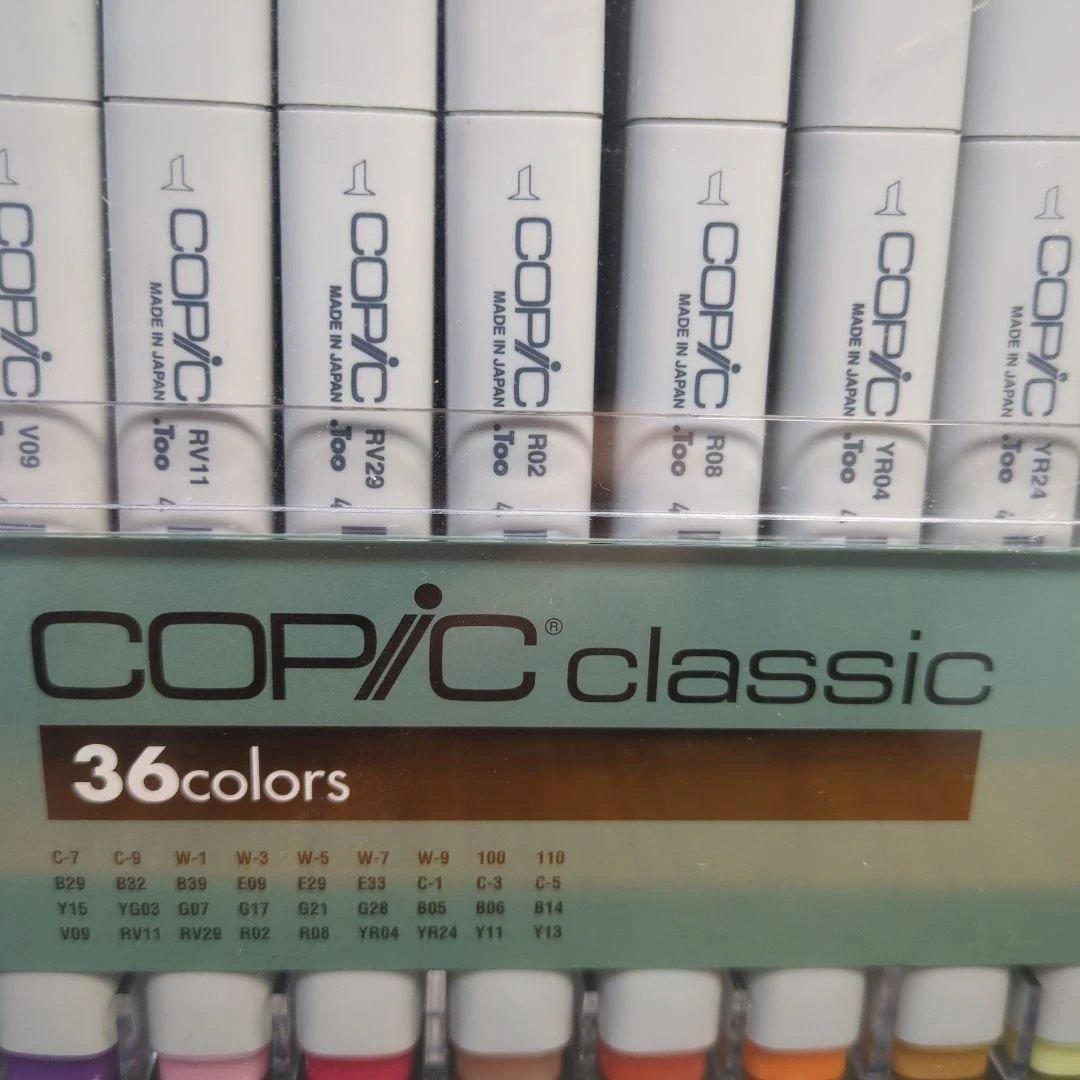 COPiC
V09
COPiC
MADE IN JAPAN
RV11
.Too
COPiC
MADE IN JAPAN
RV29
.Too
COPiC
MADE IN JAPAN
R02
.Too
COPiC
MADE IN JAPAN
R08
.Too
COPiC
MADE IN JAPAN
YR04
.Too
COPiC
MADE IN JAPAN
YR24
.Too
COPiC® classic
36colors
C-7 C-9 W-1 W-3 W-5 W-7 W-9 100 110
B29 B32 B39 E09 E29 E33 C-1 C-3 C-5
Y15 YG03 G07 G17 G21 G28 B05 B06 B14
V09 RV11 RV29 R02 R08 YR04 YR24 Y11 Y13